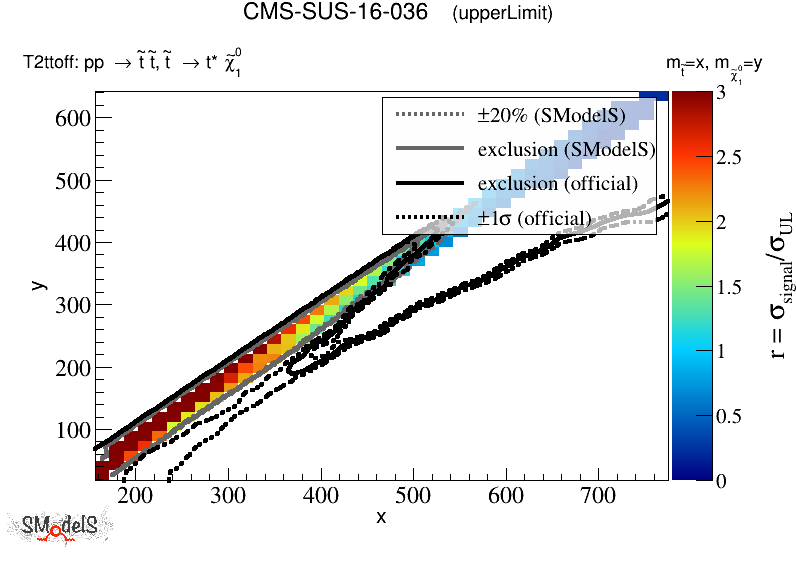 CMS-SUS-16-036 (upperLimit)
T2ttoff: pp → t̃ t̃, t̃ → t* χ̃₁⁰
m_t̃=x, m_χ̃₁⁰=y
±20% (SModelS)
exclusion (SModelS)
exclusion (official)
±1σ (official)
600
500
400
300
200
100
y
200 300 400 500 600 700
x
3
2.5
2
1.5
1
0.5
0
r = σ_signal/σ_UL
SModelS